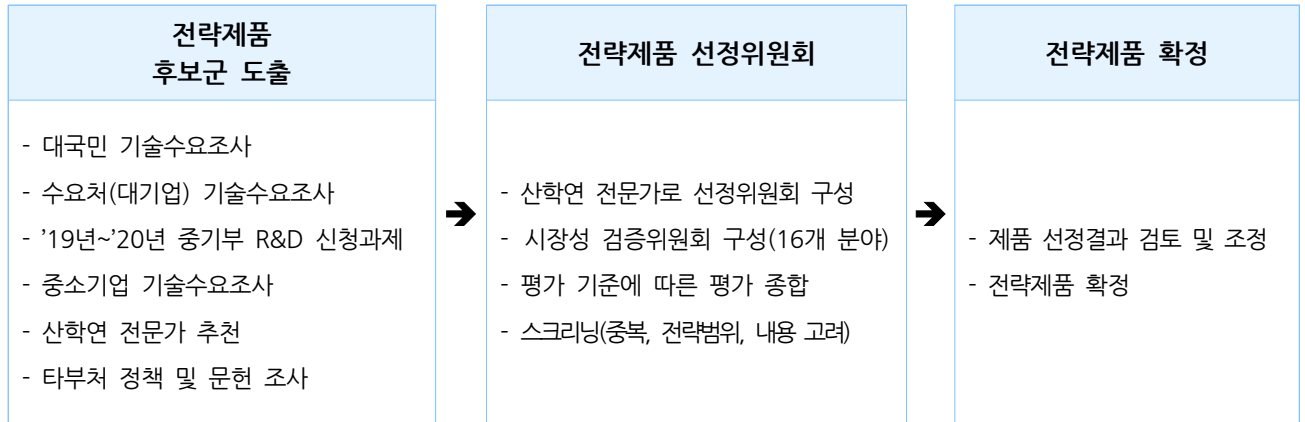 전략제품
후보군 도출
- 대국민 기술수요조사
- 수요처(대기업) 기술수요조사
- ’19년~’20년 중기부 R&D 신청과제
- 중소기업 기술수요조사
- 산학연 전문가 추천
- 타부처 정책 및 문헌 조사
전략제품 선정위원회
- 산학연 전문가로 선정위원회 구성
- 시장성 검증위원회 구성(16개 분야)
- 평가 기준에 따른 평가 종합
- 스크리닝(중복, 전략범위, 내용 고려)
전략제품 확정
- 제품 선정결과 검토 및 조정
- 전략제품 확정